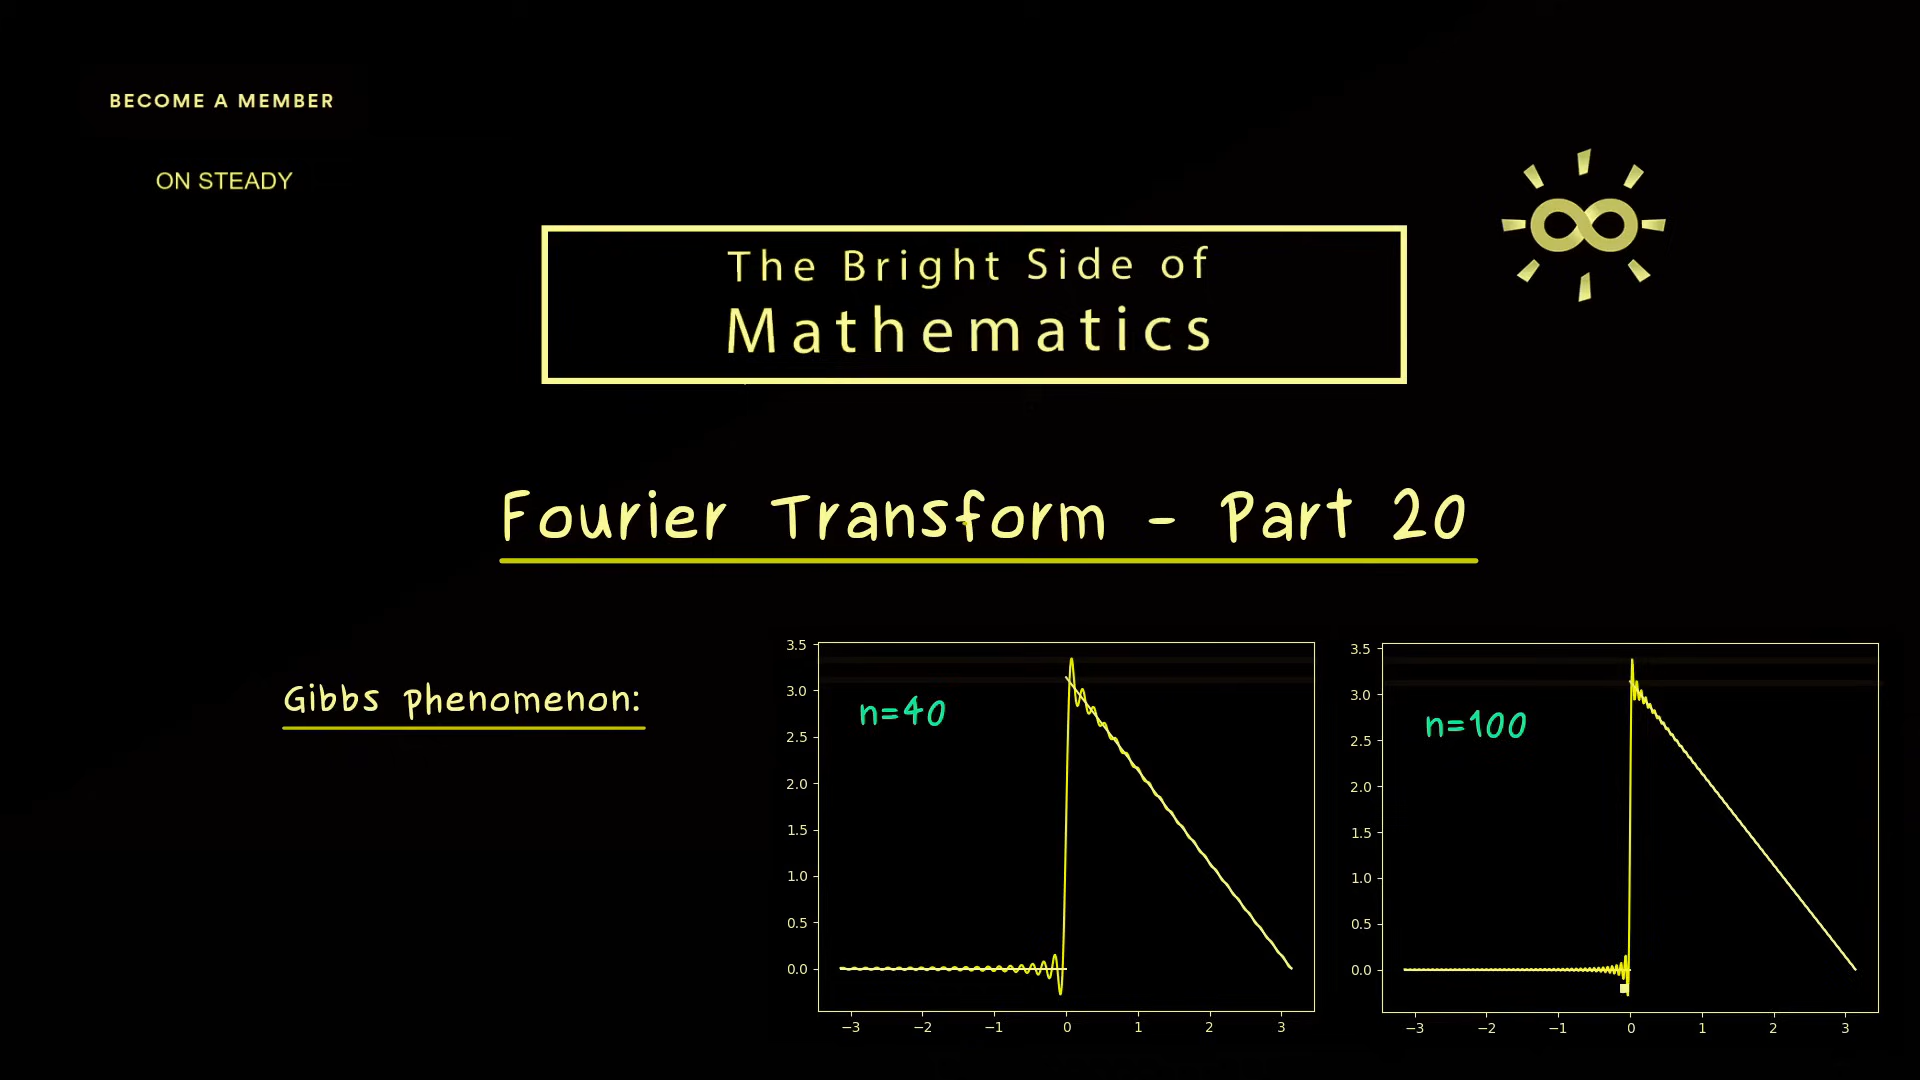 BECOME A MEMBER
ON STEADY
The Bright Side of
Mathematics
Fourier Transform - Part 20
Gibbs phenomenon:
n=40
3.5
3.0
2.5
2.0
1.5
1.0
0.5
0.0
−3 −2 −1 0 1 2 3
n=100
3.5
3.0
2.5
2.0
1.5
1.0
0.5
0.0
−3 −2 −1 0 1 2 3